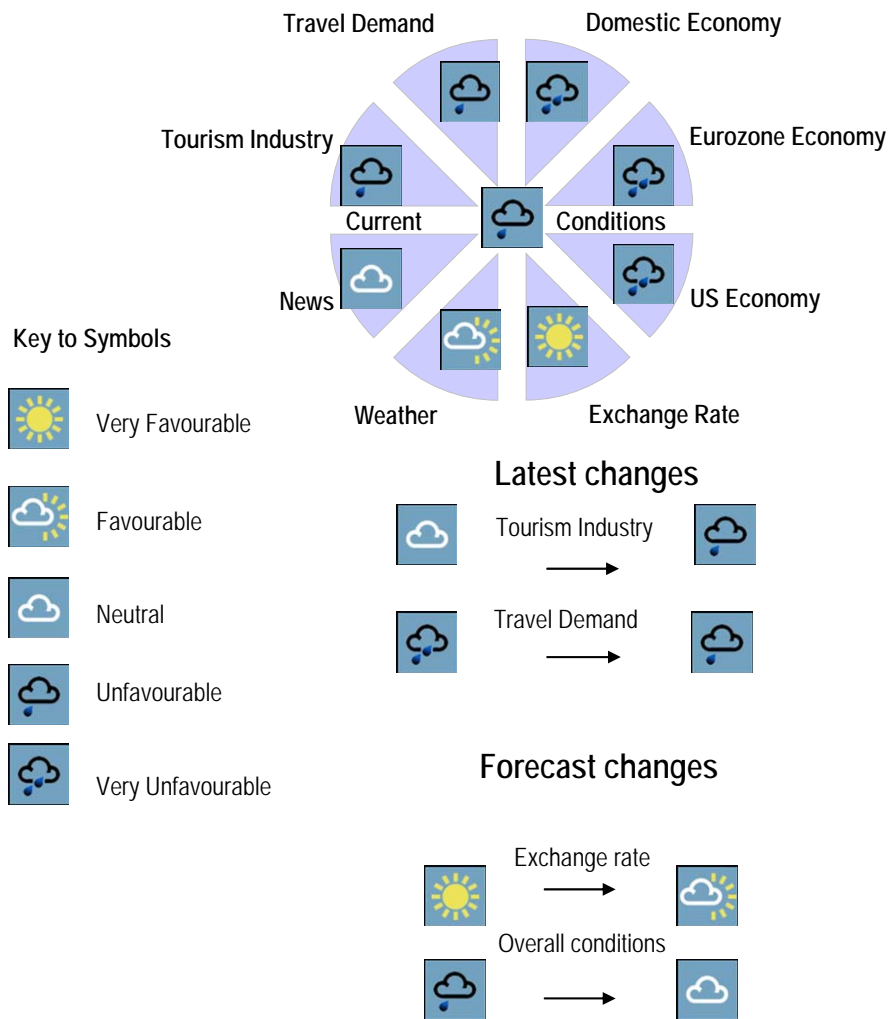 Travel Demand
Domestic Economy
Tourism Industry
Eurozone Economy
Current
Conditions
News
US Economy
Key to Symbols
Weather
Exchange Rate
Very Favourable
Favourable
Neutral
Unfavourable
Very Unfavourable
Latest changes
Tourism Industry
Travel Demand
Forecast changes
Exchange rate
Overall conditions